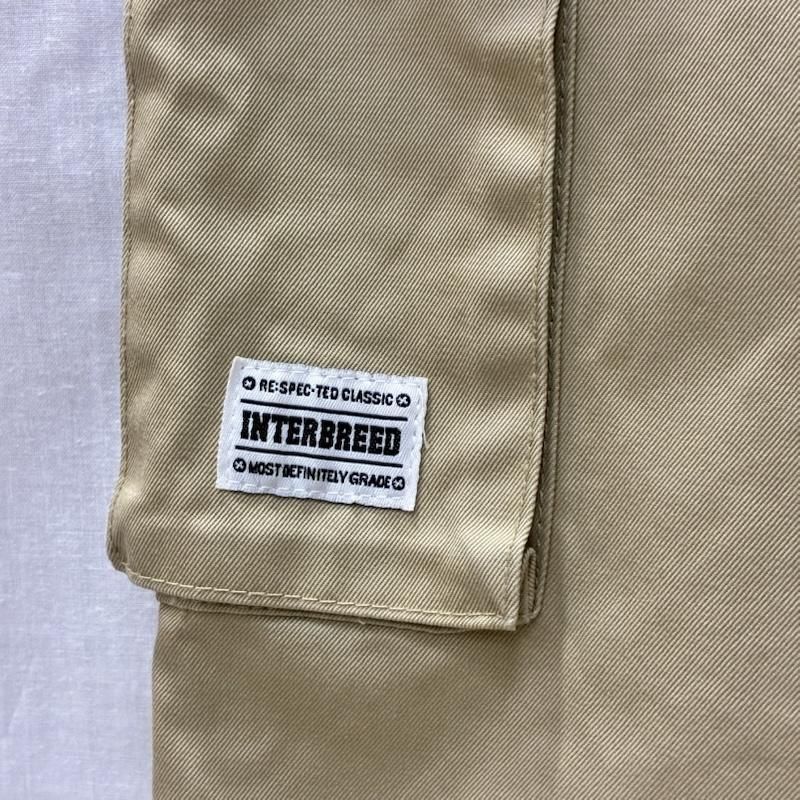 RE:SPEC·TED CLASSIC
INTERBREED
MOST DEFINITELY GRADE